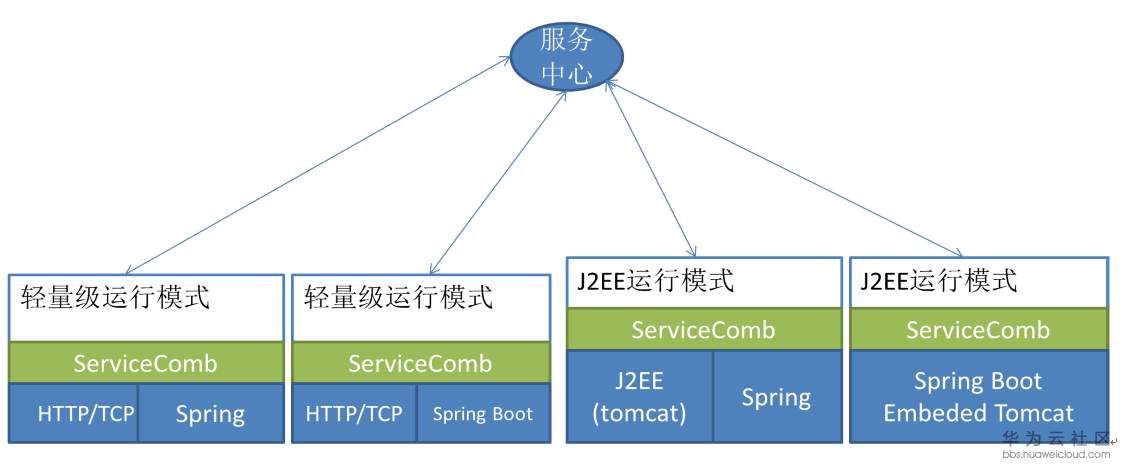 服务
中心
轻量级运行模式
ServiceComb
HTTP/TCP
Spring
轻量级运行模式
ServiceComb
HTTP/TCP
Spring Boot
J2EE运行模式
ServiceComb
J2EE
(tomcat)
Spring
J2EE运行模式
ServiceComb
Spring Boot
Embeded Tomcat
华为云社区
bbs.huaweicloud.com